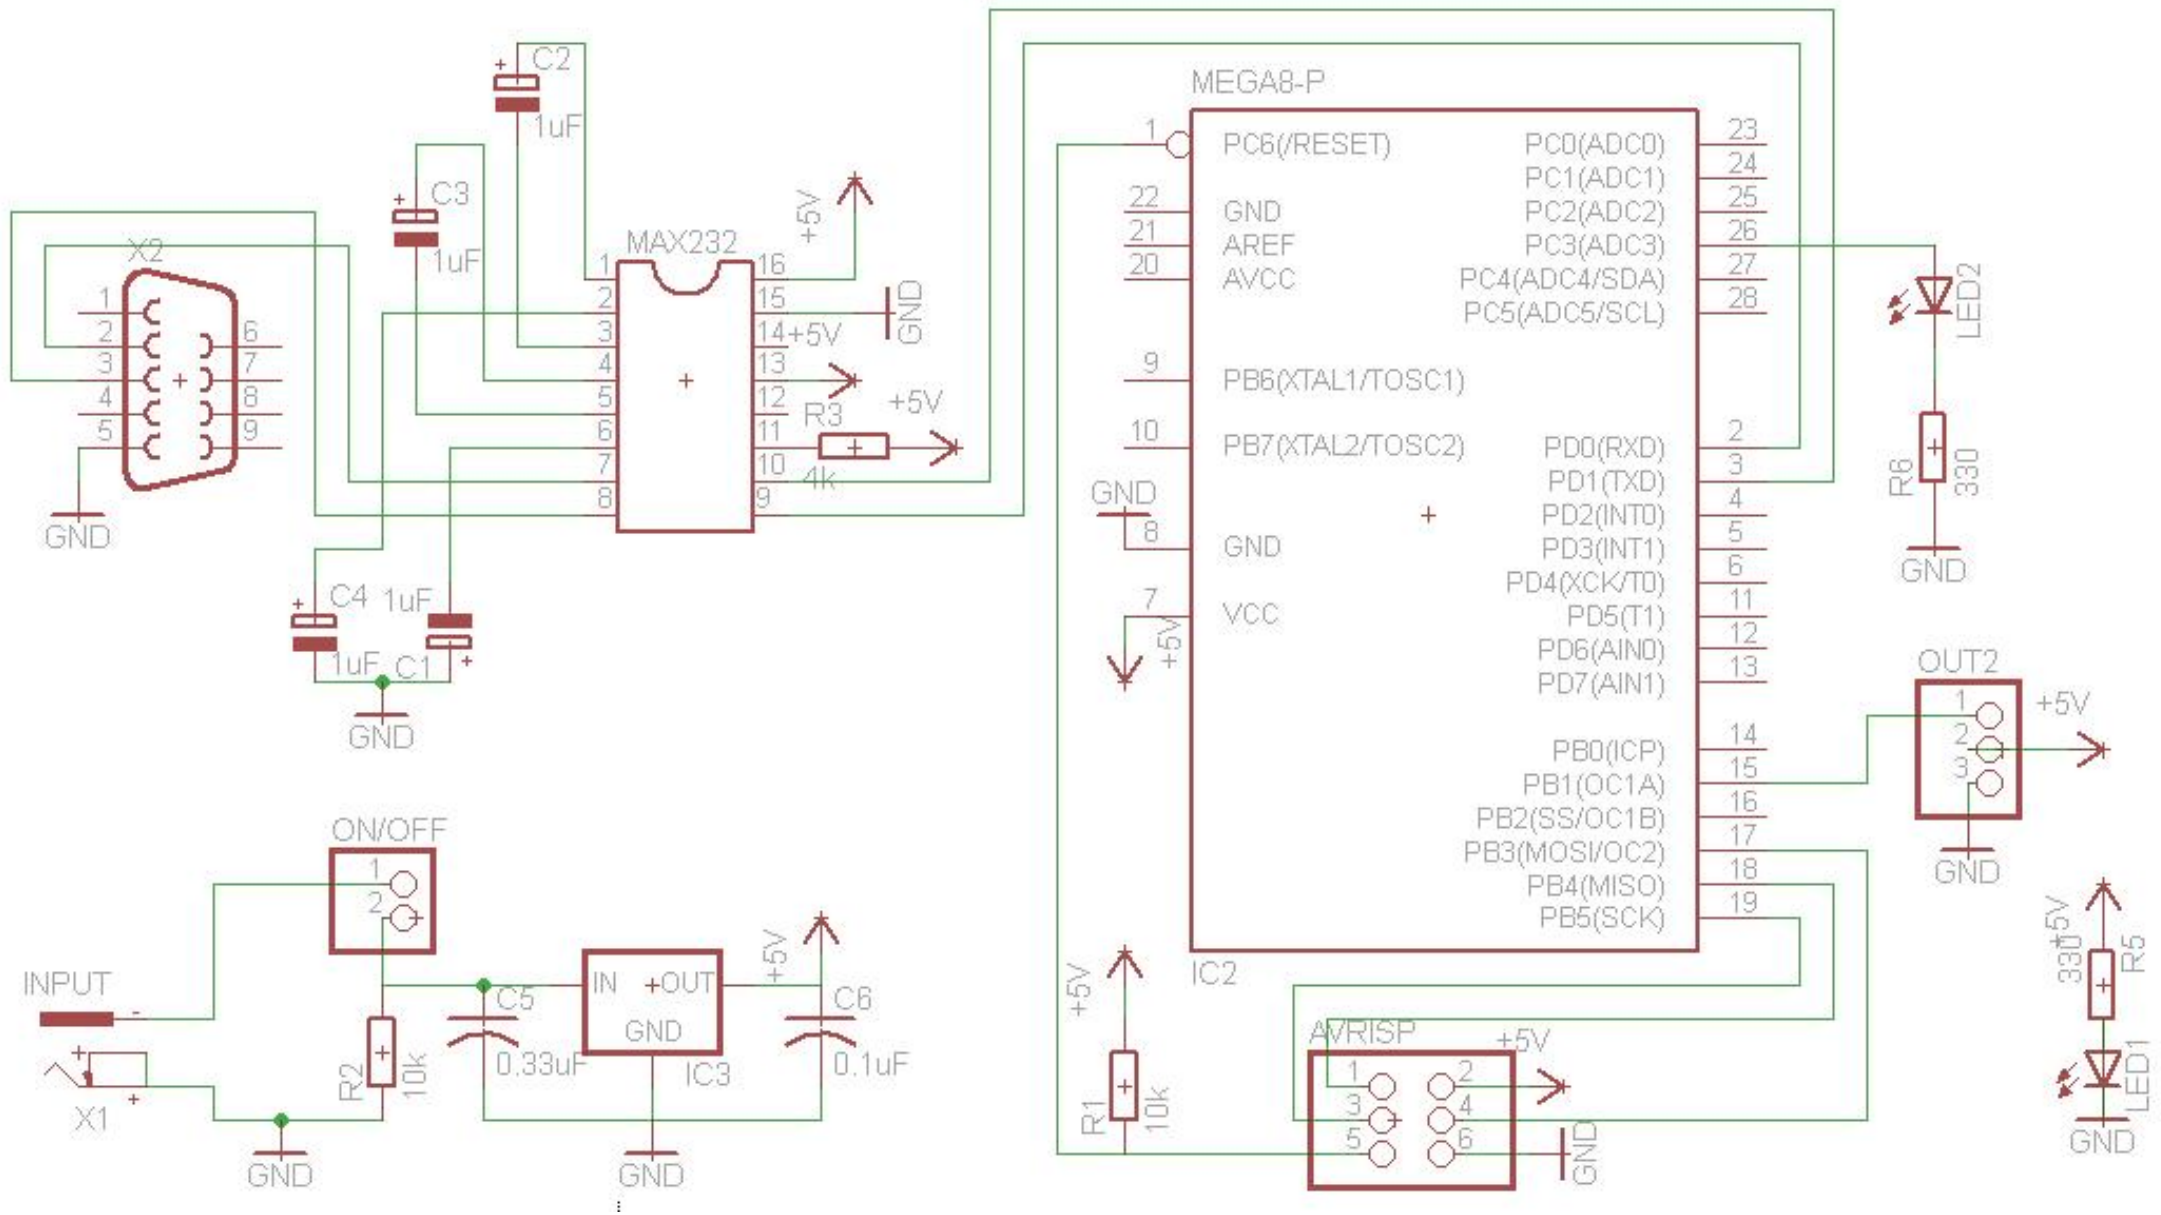 C2
1uF
C3
1uF
X2
1
2
3
4
5
6
7
8
9
GND
MAX232
1
2
3
4
5
6
7
8
16
15
14
13
12
11
10
9
+5V
GND
+5V
R3
4k
+5V
C4
1uF
1uF
C1
GND
MEGA8-P
1 PC6(/RESET)
22 GND
21 AREF
20 AVCC
9 PB6(XTAL1/TOSC1)
10 PB7(XTAL2/TOSC2)
GND
8 GND
7 VCC
+5V
PC0(ADC0) 23
PC1(ADC1) 24
PC2(ADC2) 25
PC3(ADC3) 26
PC4(ADC4/SDA) 27
PC5(ADC5/SCL) 28
PD0(RXD) 2
PD1(TXD) 3
PD2(INT0) 4
PD3(INT1) 5
PD4(XCK/T0) 6
PD5(T1) 11
PD6(AIN0) 12
PD7(AIN1) 13
PB0(ICP) 14
PB1(OC1A) 15
PB2(SS/OC1B) 16
PB3(MOSI/OC2) 17
PB4(MISO) 18
PB5(SCK) 19
IC2
LED2
R6
330
GND
OUT2
1
2
3
+5V
GND
+5V
330
R5
LED1
GND
ON/OFF
1
2
INPUT
-
+
+
X1
GND
R2
10k
C5
0.33uF
IN
OUT
GND
IC3
GND
+5V
C6
0.1uF
+5V
R1
10k
AVRISP
1
2
3
4
5
6
+5V
GND